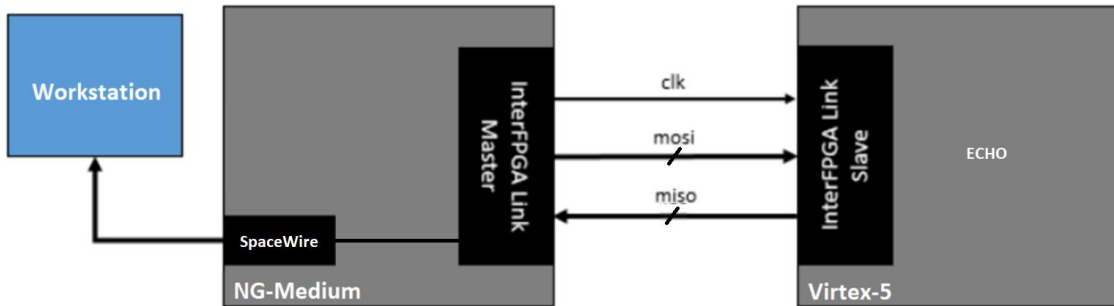 Workstation
SpaceWire
NG-Medium
InterFPGA Link
Master
clk
mosi
miso
InterFPGA Link
Slave
ECHO
Virtex-5